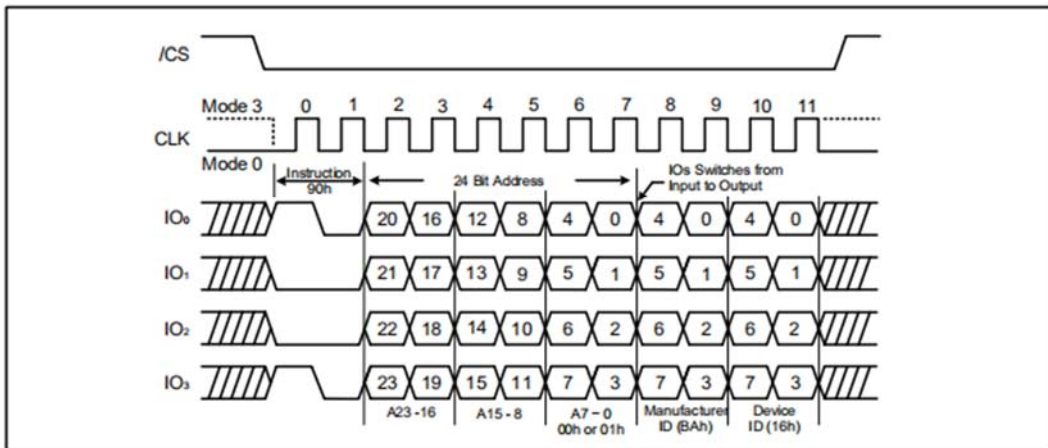 /CS
Mode 3 0 1 2 3 4 5 6 7 8 9 10 11
CLK
Mode 0
Instruction
90h
24 Bit Address
IOs Switches from
Input to Output
IO₀ 20 16 12 8 4 0 4 0 4 0
IO₁ 21 17 13 9 5 1 5 1 5 1
IO₂ 22 18 14 10 6 2 6 2 6 2
IO₃ 23 19 15 11 7 3 7 3 7 3
A23 -16 A15 - 8 A7 – 0 Manufacturer Device
00h or 01h ID (BAh) ID (16h)